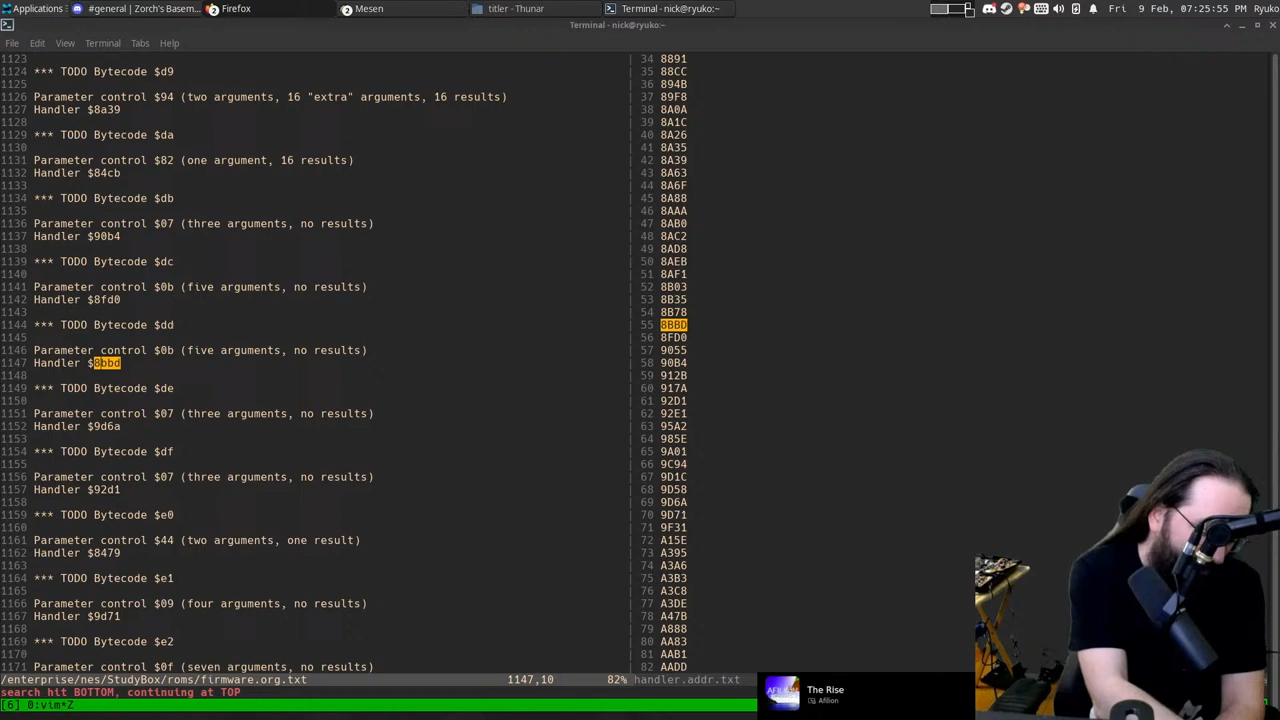 Applications
#general | Zorch's Basem...
2
Firefox
2
Mesen
titler - Thunar
Terminal - nick@ryuko:~
Fri 9 Feb, 07:25:55 Ryuko
Terminal - nick@ryuko:~
File Edit View Terminal Tabs Help
1123
1124 *** TODO Bytecode $d9
1125
1126 Parameter control $94 (two arguments, 16 "extra" arguments, 16 results)
1127 Handler $8a39
1128
1129 *** TODO Bytecode $da
1130
1131 Parameter control $82 (one argument, 16 results)
1132 Handler $84cb
1133
1134 *** TODO Bytecode $db
1135
1136 Parameter control $07 (three arguments, no results)
1137 Handler $90b4
1138
1139 *** TODO Bytecode $dc
1140
1141 Parameter control $0b (five arguments, no results)
1142 Handler $8fd0
1143
1144 *** TODO Bytecode $dd
1145
1146 Parameter control $0b (five arguments, no results)
1147 Handler $8bbd
1148
1149 *** TODO Bytecode $de
1150
1151 Parameter control $07 (three arguments, no results)
1152 Handler $9d6a
1153
1154 *** TODO Bytecode $df
1155
1156 Parameter control $07 (three arguments, no results)
1157 Handler $92d1
1158
1159 *** TODO Bytecode $e0
1160
1161 Parameter control $44 (two arguments, one result)
1162 Handler $8479
1163
1164 *** TODO Bytecode $e1
1165
1166 Parameter control $09 (four arguments, no results)
1167 Handler $9d71
1168
1169 *** TODO Bytecode $e2
1170
1171 Parameter control $0f (seven arguments, no results)
/enterprise/nes/StudyBox/roms/firmware.org.txt 1147,10 82%
search hit BOTTOM, continuing at TOP
[6] 0:vim*Z
34 8891
35 88CC
36 894B
37 89F8
38 8A0A
39 8A1C
40 8A26
41 8A35
42 8A39
43 8A63
44 8A6F
45 8A88
46 8AAA
47 8AB0
48 8AC2
49 8AD8
50 8AEB
51 8AF1
52 8B03
53 8B35
54 8B78
55 8BBD
56 8FD0
57 9055
58 90B4
59 912B
60 917A
61 92D1
62 92E1
63 95A2
64 985E
65 9A01
66 9C94
67 9D1C
68 9D58
69 9D6A
70 9D71
71 9F31
72 A15E
73 A395
74 A3A6
75 A3B3
76 A3C8
77 A3DE
78 A47B
79 A888
80 AA83
81 AAB1
82 AADD
handler.addr.txt
AFILION
The Rise
Afilion